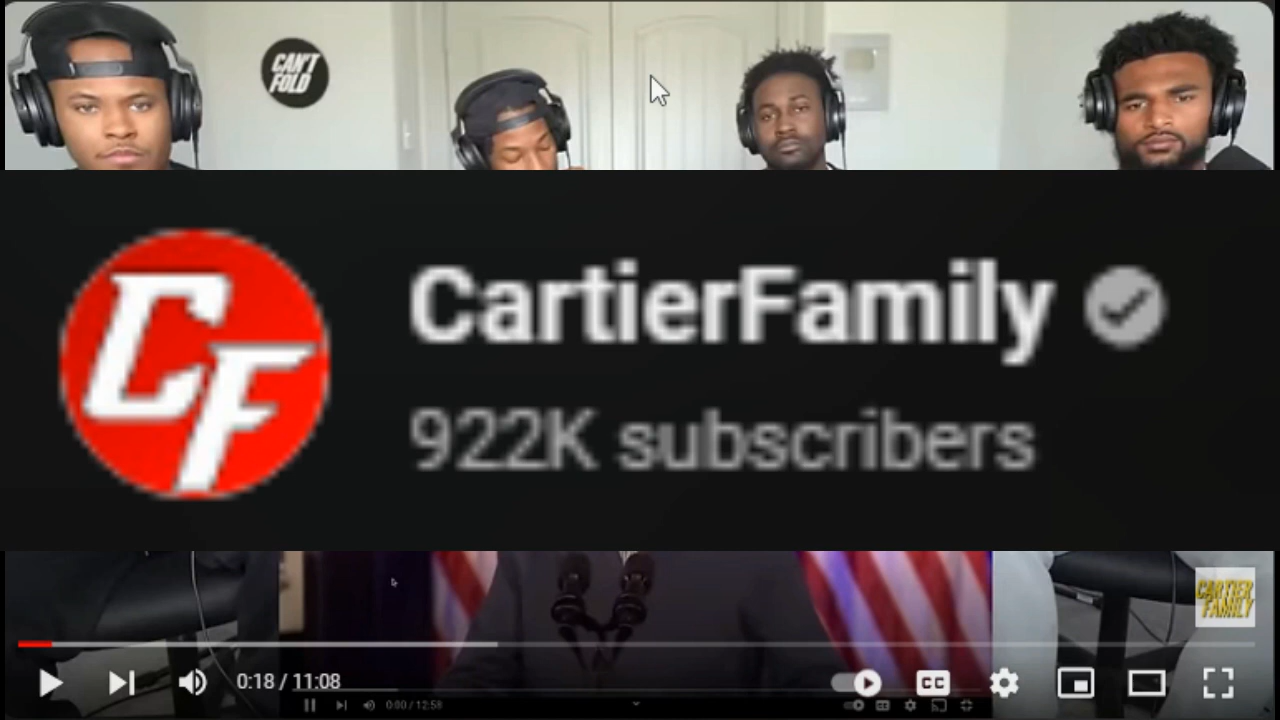 CAN'T
FOLD
CF
CartierFamily
922K subscribers
CARTIER
FAMILY
0:18 / 11:08
CC
0:00 / 12:58